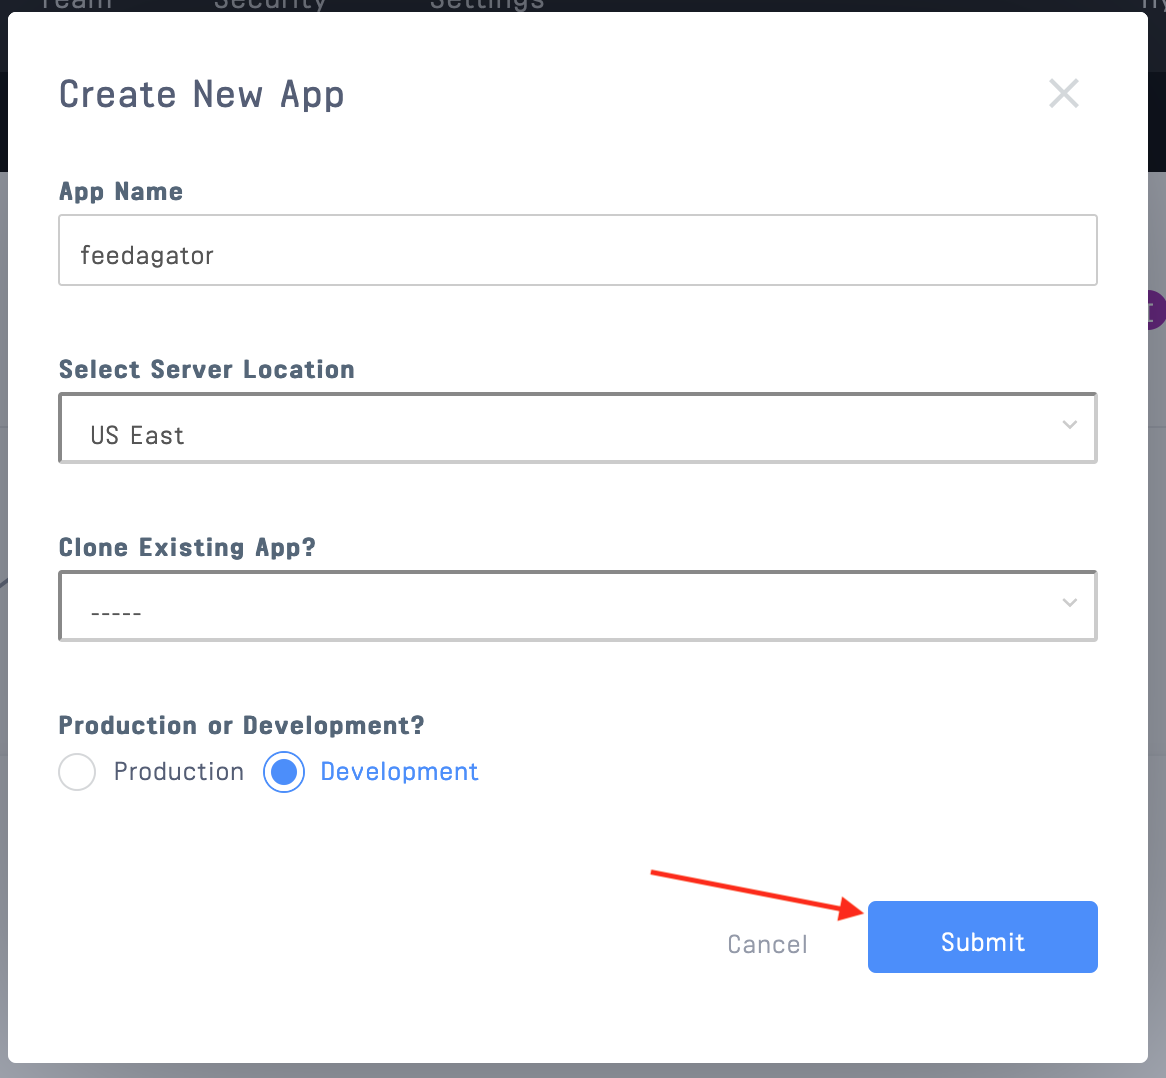 Team Security Settings
Create New App
App Name
feedagator
Select Server Location
US East
Clone Existing App?
-----
Production or Development?
Production Development
Cancel Submit